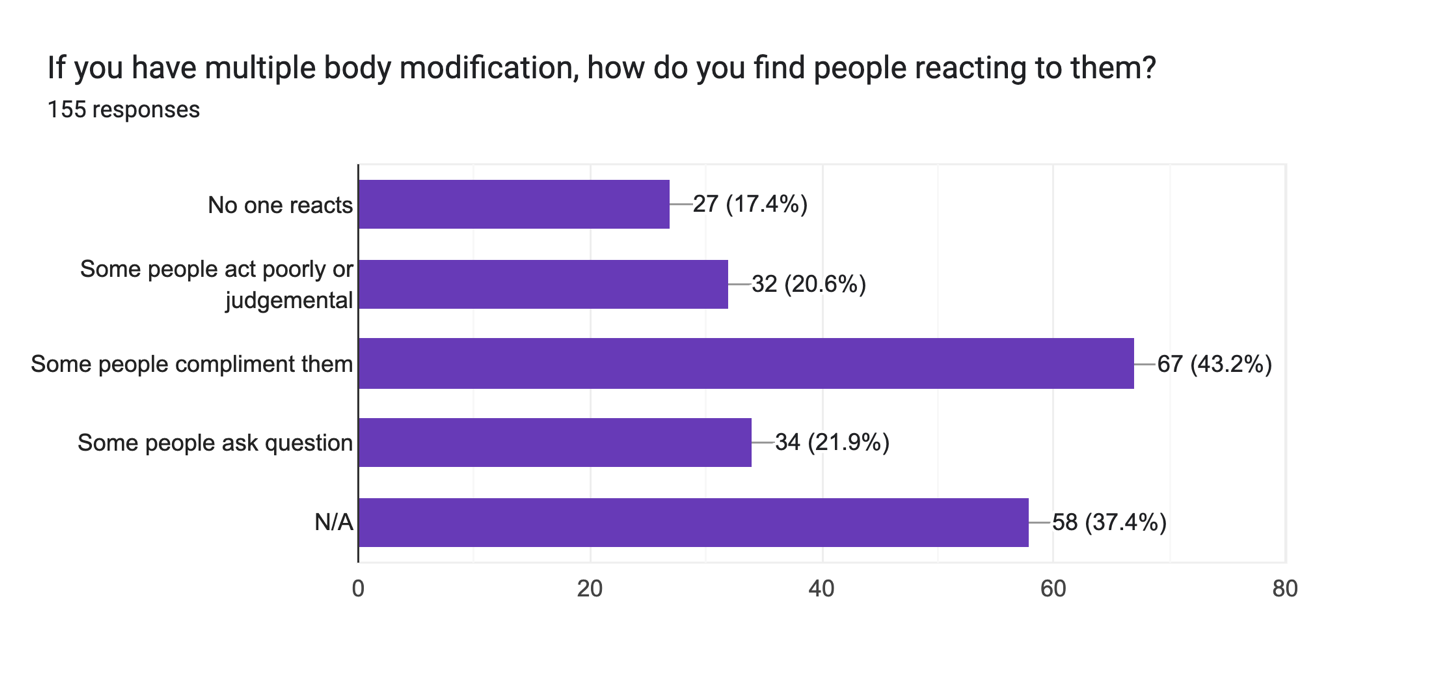 If you have multiple body modification, how do you find people reacting to them?
155 responses
No one reacts
27 (17.4%)
Some people act poorly or
judgemental
32 (20.6%)
Some people compliment them
67 (43.2%)
Some people ask question
34 (21.9%)
N/A
58 (37.4%)
0 20 40 60 80